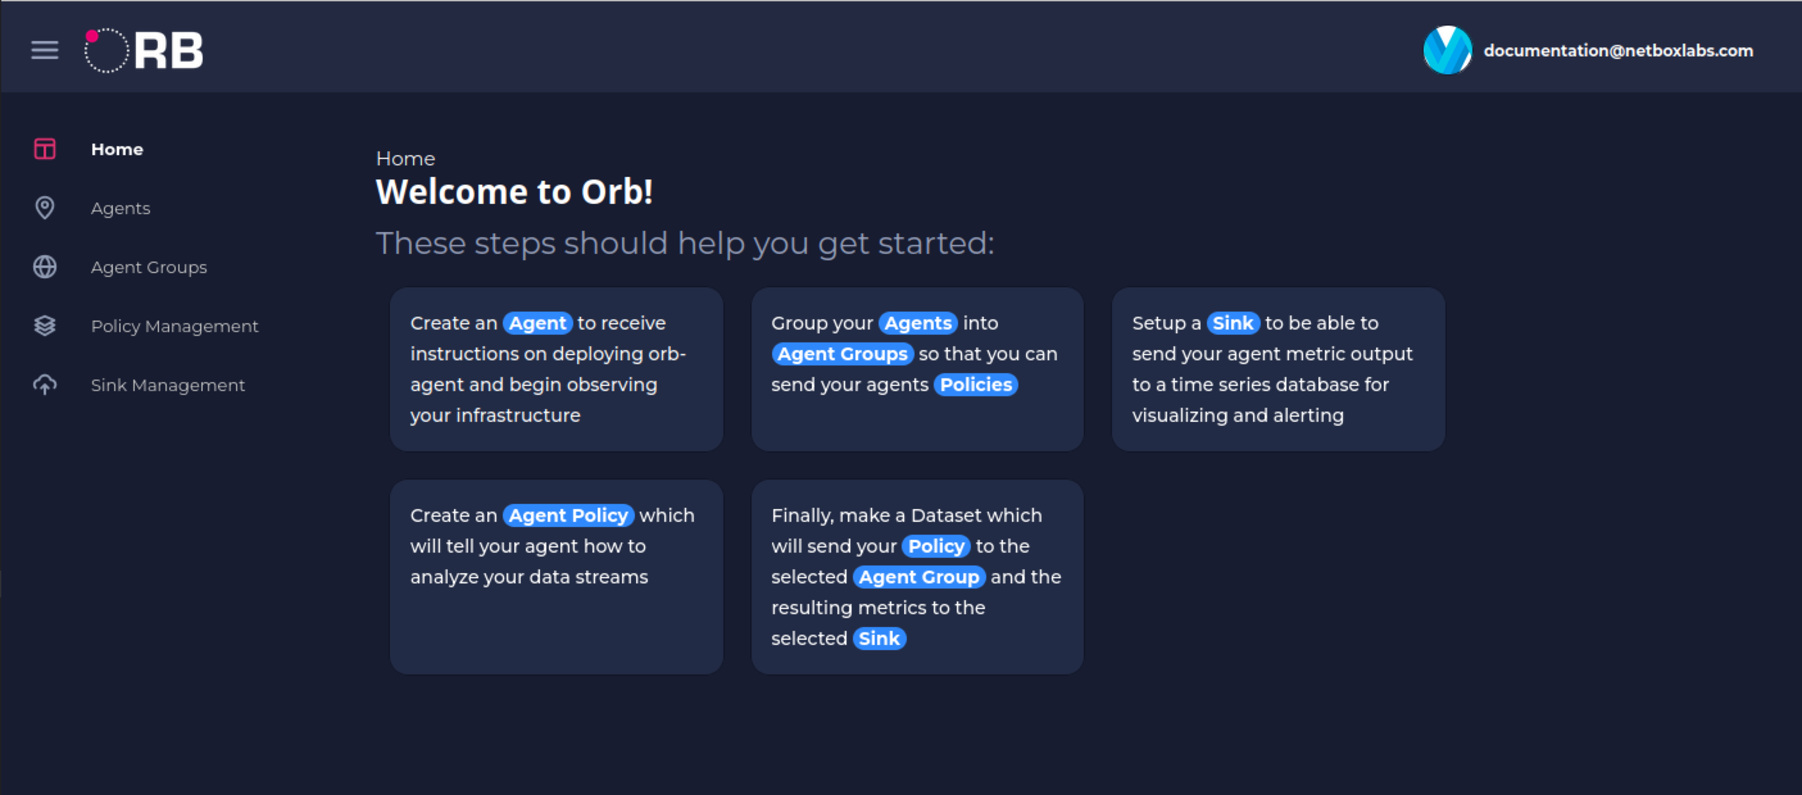 ORB
documentation@netboxlabs.com
Home
Agents
Agent Groups
Policy Management
Sink Management
Home
Welcome to Orb!
These steps should help you get started:
Create an Agent to receive
instructions on deploying orb-
agent and begin observing
your infrastructure
Group your Agents into
Agent Groups so that you can
send your agents Policies
Setup a Sink to be able to
send your agent metric output
to a time series database for
visualizing and alerting
Create an Agent Policy which
will tell your agent how to
analyze your data streams
Finally, make a Dataset which
will send your Policy to the
selected Agent Group and the
resulting metrics to the
selected Sink